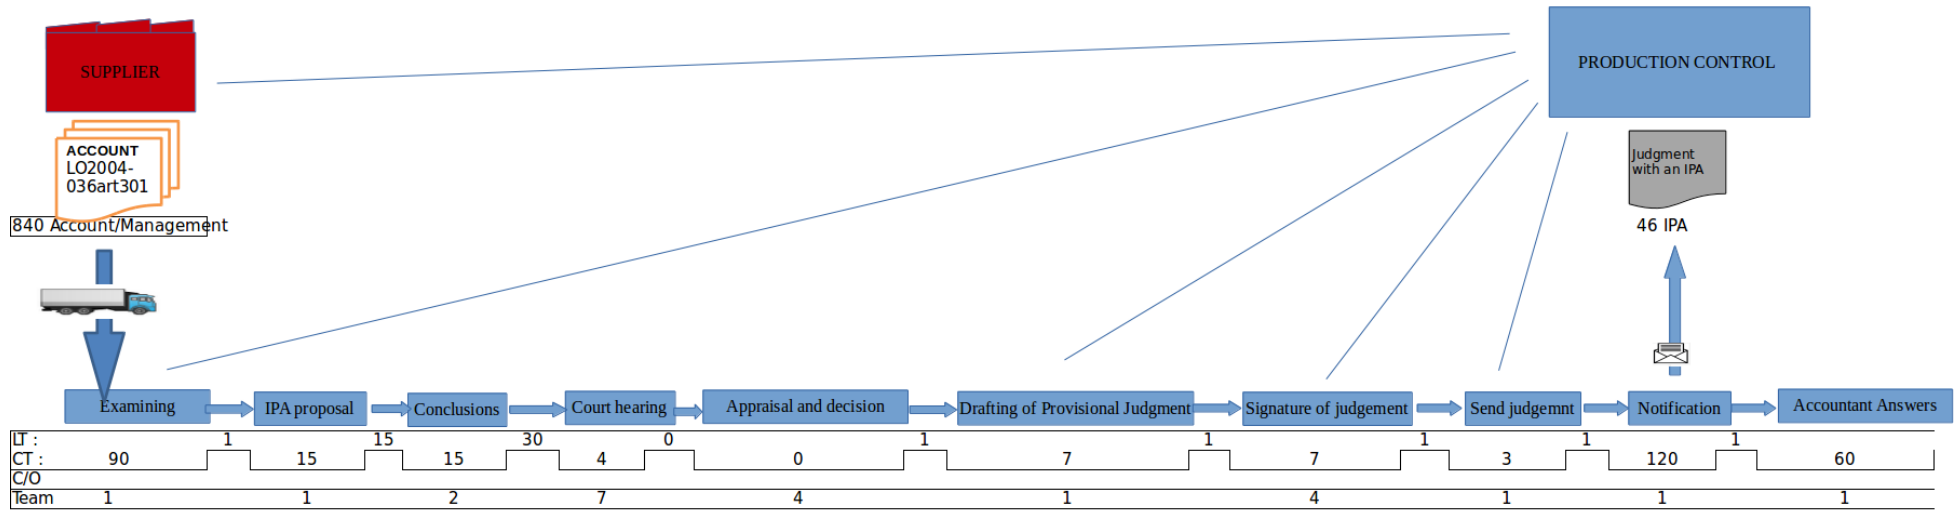 SUPPLIER
PRODUCTION CONTROL
ACCOUNT
LO2004-
036art301
840 Account/Management
Judgment
with an IPA
46 IPA
Examining
IPA proposal
Conclusions
Court hearing
Appraisal and decision
Drafting of Provisional Judgment
Signature of judgement
Send judgemnt
Notification
Accountant Answers
LT : 1 15 30 0 1 1 1 1 1
CT : 90 15 15 4 0 7 7 3 120 60
C/O
Team 1 1 2 7 4 1 4 1 1 1